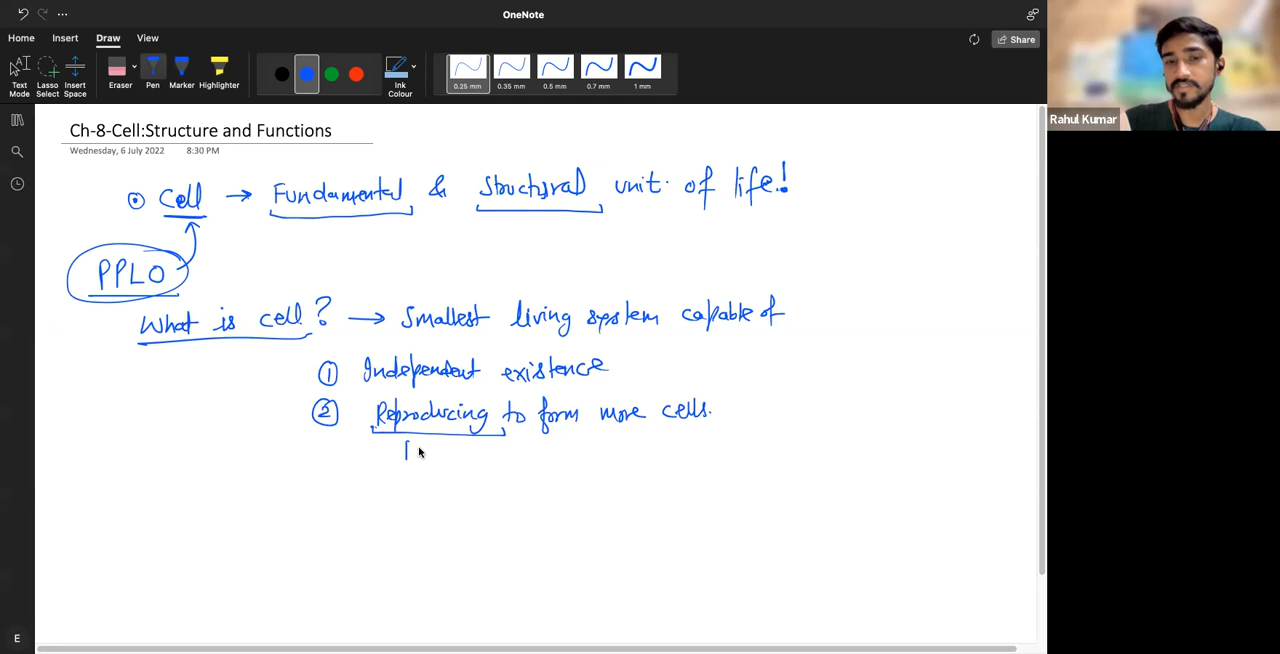 OneNote
Home Insert Draw View
Share
Text Mode Lasso Select Insert Space Eraser Pen Marker Highlighter Ink Colour 0.25 mm 0.35 mm 0.5 mm 0.7 mm 1 mm
Rahul Kumar
Ch-8-Cell:Structure and Functions
Wednesday, 6 July 2022 8:30 PM
Cell → Fundamental & Structural unit of life!
PPLO
What is cell? → Smallest living system capable of
① Independent existence
② Reproducing to form more cells.
E